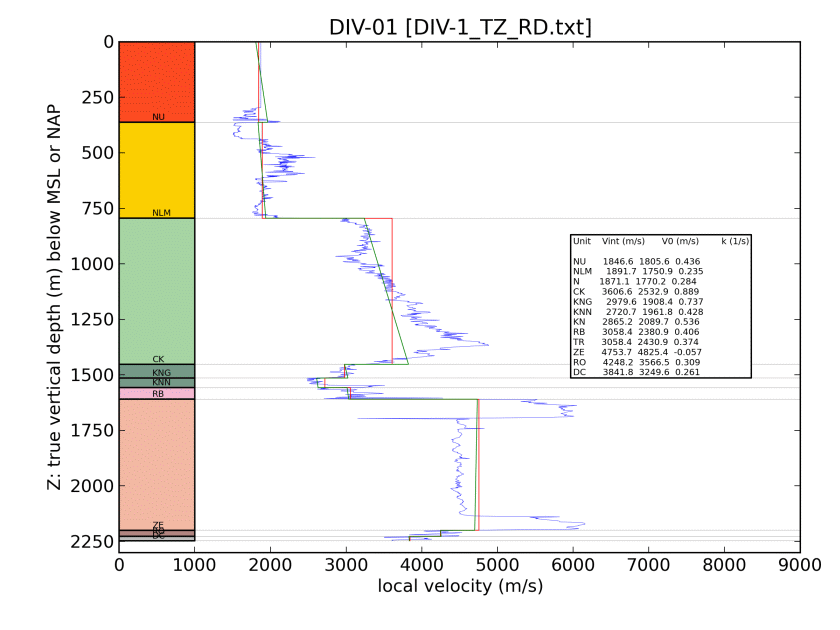 DIV-01 [DIV-1_TZ_RD.txt]
0
250
500
750
1000
1250
1500
1750
2000
2250
Z: true vertical depth (m) below MSL or NAP
NU
NLM
CK
KNG
KNN
RB
ZE
RO
DC
Unit Vint (m/s) V0 (m/s) k (1/s)
NU 1846.6 1805.6 0.436
NLM 1891.7 1750.9 0.235
N 1871.1 1770.2 0.284
CK 3606.6 2532.9 0.889
KNG 2979.6 1908.4 0.737
KNN 2720.7 1961.8 0.428
KN 2865.2 2089.7 0.536
RB 3058.4 2380.9 0.406
TR 3058.4 2430.9 0.374
ZE 4753.7 4825.4 -0.057
RO 4248.2 3566.5 0.309
DC 3841.8 3249.6 0.261
0 1000 2000 3000 4000 5000 6000 7000 8000 9000
local velocity (m/s)